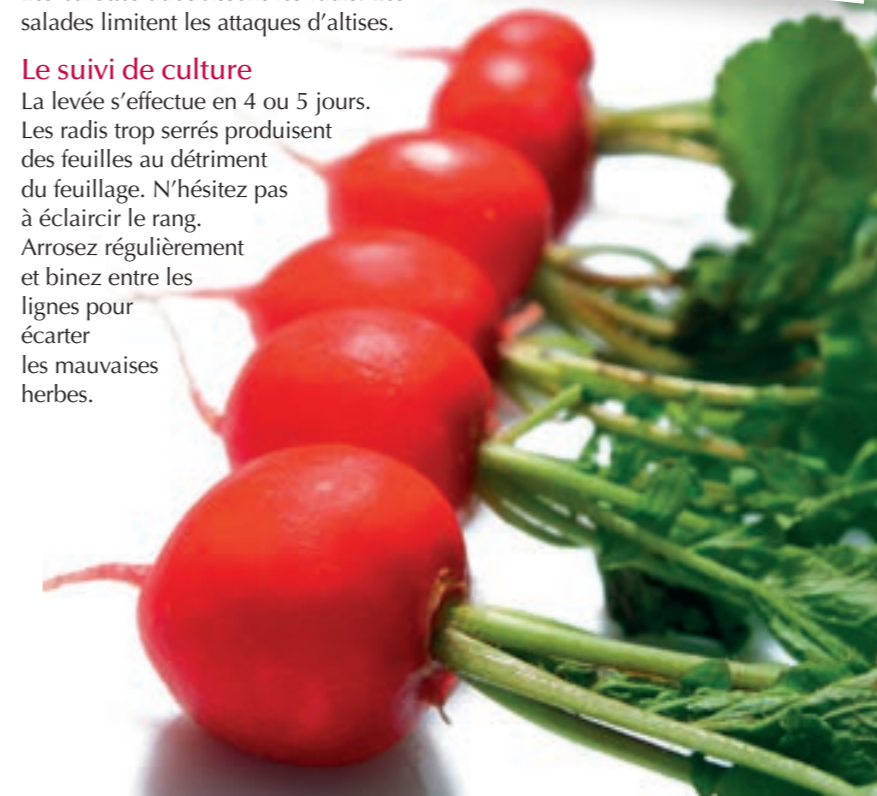 salades limitent les attaques d’altises.
Le suivi de culture
La levée s’effectue en 4 ou 5 jours.
Les radis trop serrés produisent
des feuilles au détriment
du feuillage. N’hésitez pas
à éclaircir le rang.
Arrosez régulièrement
et binez entre les
lignes pour
écarter
les mauvaises
herbes.